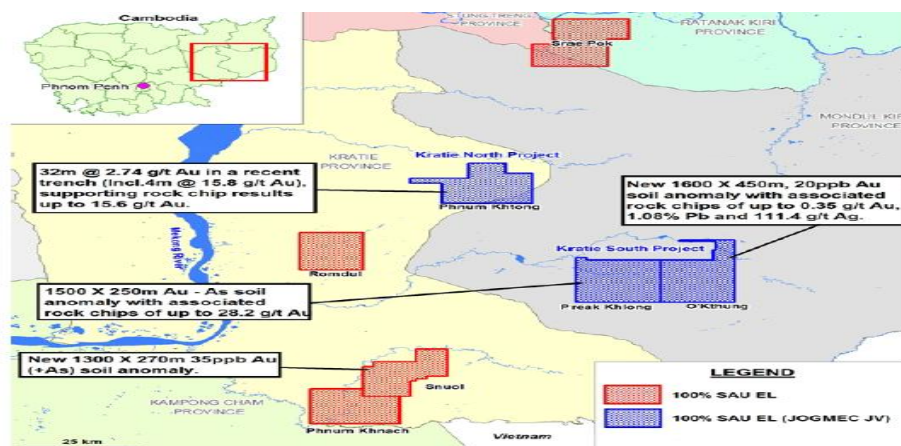 Cambodia
Phnom Penh
STUNG TRENG
PROVINCE
RATANAK KIRI
PROVINCE
Srae Pok
MONDUL KIRI
PROVINCE
KRATIE
PROVINCE
Kratie North Project
Phnum Khtong
32m @ 2.74 g/t Au in a recent
trench (Incl.4m @ 15.8 g/t Au),
supporting rock chip results
up to 15.6 g/t Au.
New 1600 X 450m, 20ppb Au
soil anomaly with associated
rock chips of up to 0.35 g/t Au,
1.08% Pb and 111.4 g/t Ag.
Mekong River
Romdul
Kratie South Project
Preak Khlong
O'Kthung
1500 X 250m Au - As soil
anomaly with associated
rock chips of up to 28.2 g/t Au
New 1300 X 270m 35ppb Au
(+As) soil anomaly.
Snuol
KAMPONG CHAM
PROVINCE
Phnum Khnach
Vietnam
25 km
LEGEND
100% SAU EL
100% SAU EL (JOGMEC JV)